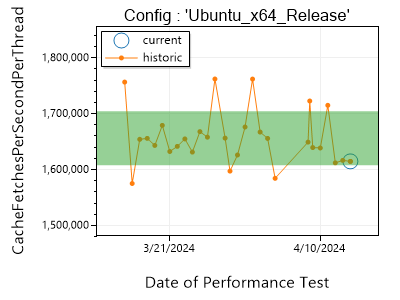 Config : 'Ubuntu_x64_Release'
current
historic
CacheFetchesPerSecondPerThread
1,800,000
1,700,000
1,600,000
1,500,000
3/21/2024
4/10/2024
Date of Performance Test